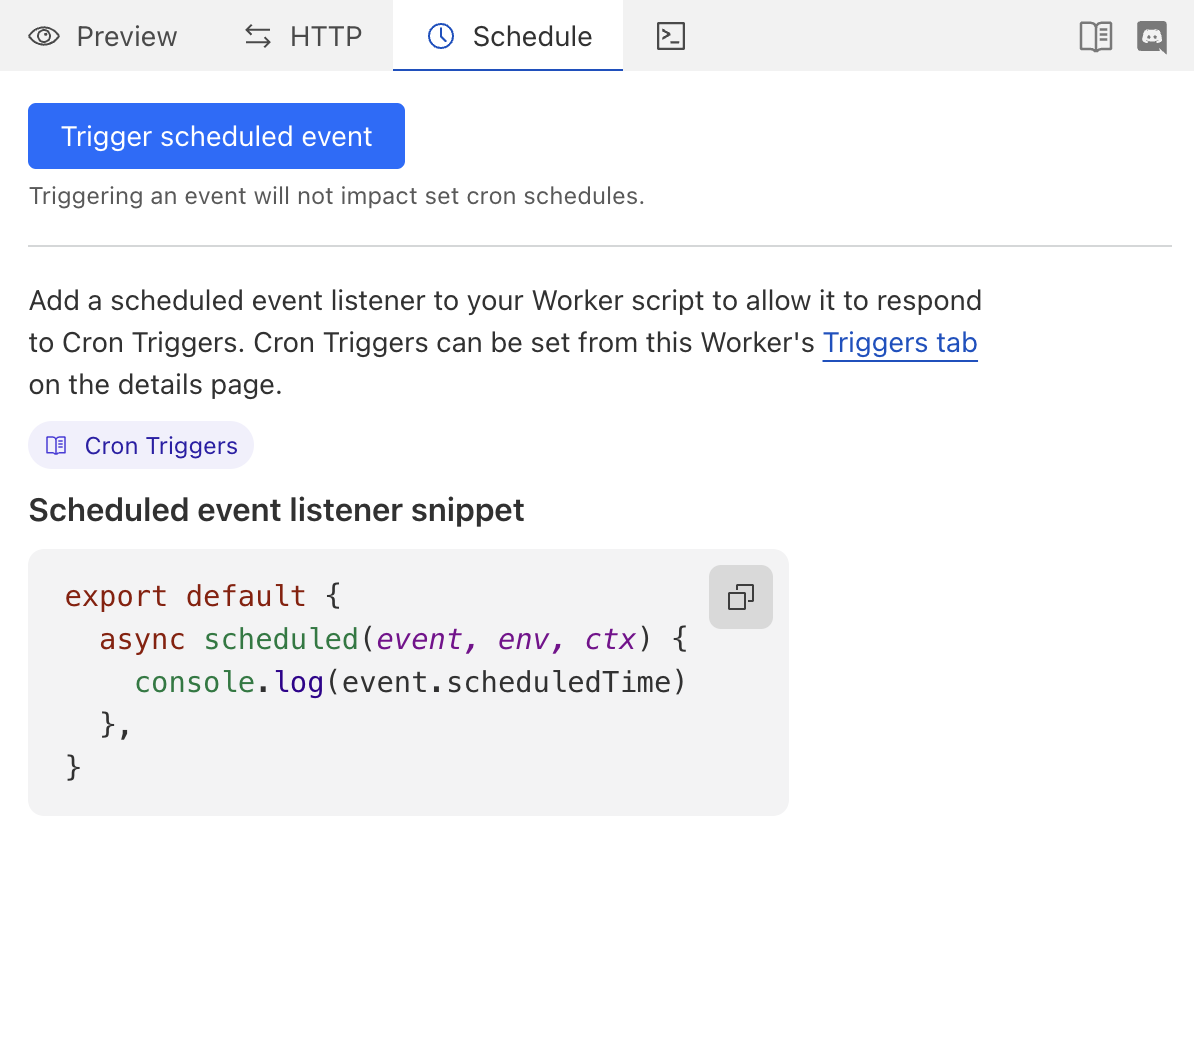 Preview HTTP Schedule
Trigger scheduled event
Triggering an event will not impact set cron schedules.
Add a scheduled event listener to your Worker script to allow it to respond
to Cron Triggers. Cron Triggers can be set from this Worker's Triggers tab
on the details page.
Cron Triggers
Scheduled event listener snippet
export default {
  async scheduled(event, env, ctx) {
    console.log(event.scheduledTime)
  },
}